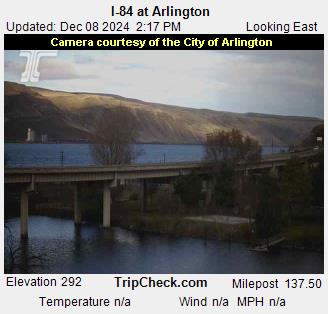 I-84 at Arlington
Updated: Dec 08 2024 2:17 PM Looking East
Camera courtesy of the City of Arlington
Elevation 292 TripCheck.com Milepost 137.50
Temperature n/a Wind n/a MPH n/a